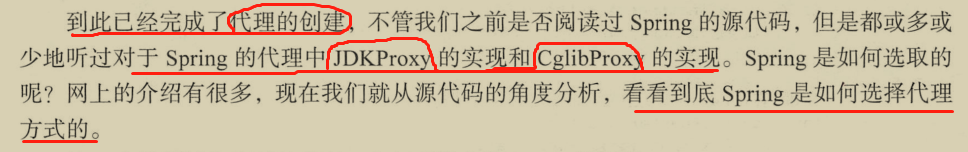 到此已经完成了代理的创建，不管我们之前是否阅读过 Spring 的源代码，但是都或多或
少地听过对于 Spring 的代理中 JDKProxy 的实现和 CglibProxy 的实现。Spring 是如何选取的
呢？网上的介绍有很多，现在我们就从源代码的角度分析，看看到底 Spring 是如何选择代理
方式的。